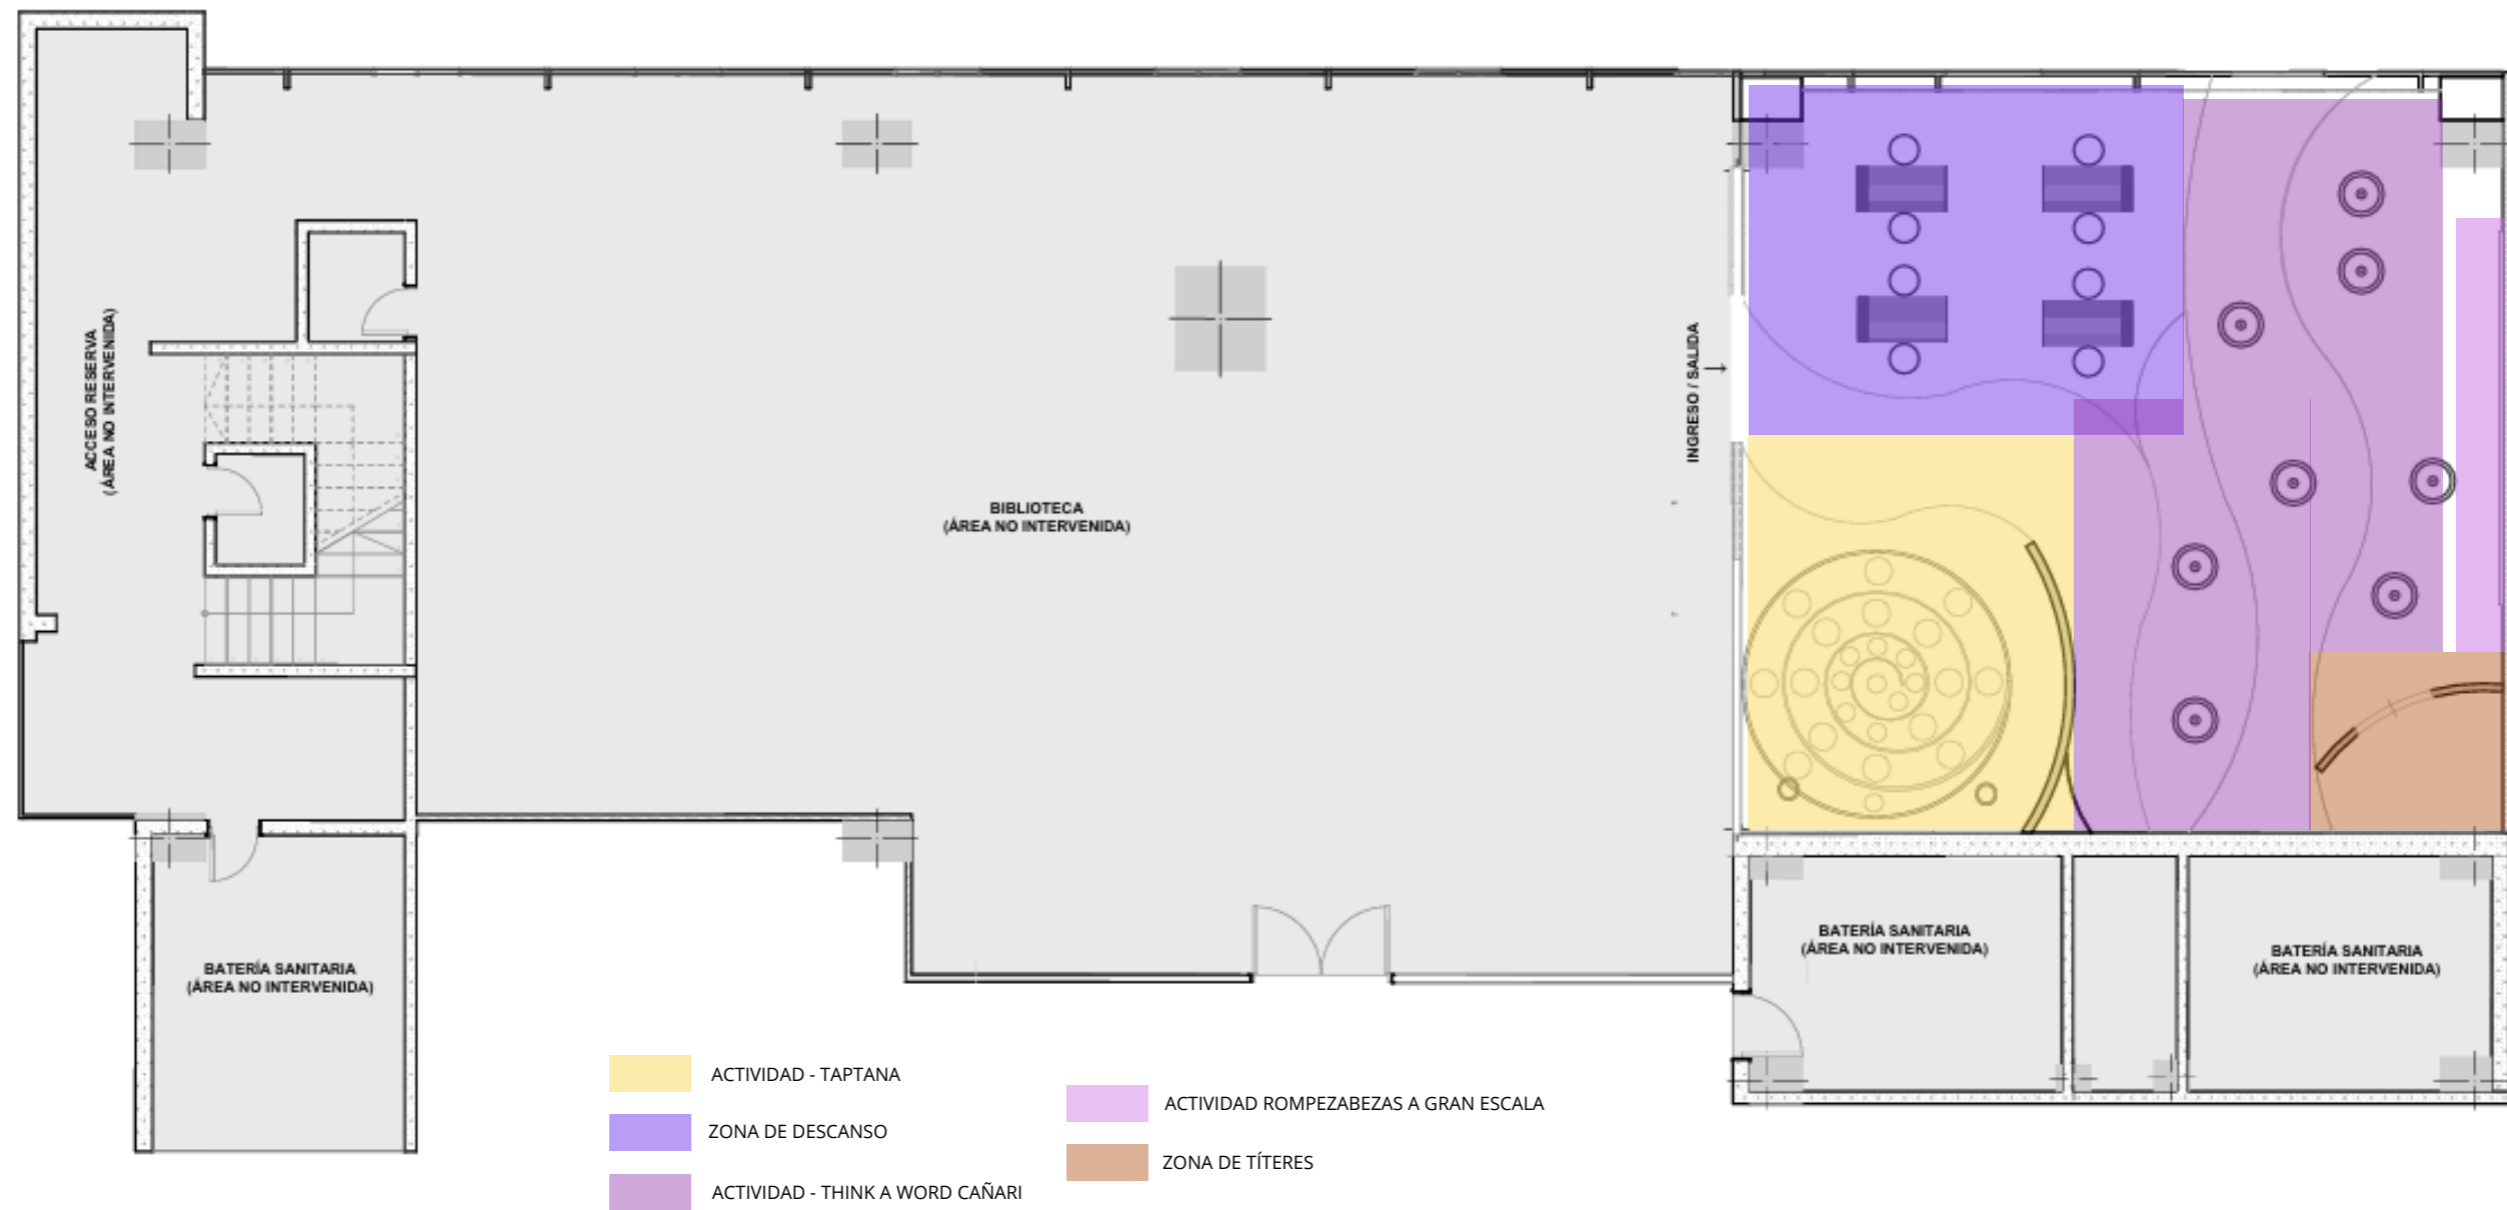 ACCESO RESERVA
(ÁREA NO INTERVENIDA)
BIBLIOTECA
(ÁREA NO INTERVENIDA)
INGRESO / SALIDA
BATERÍA SANITARIA
(ÁREA NO INTERVENIDA)
BATERÍA SANITARIA
(ÁREA NO INTERVENIDA)
BATERÍA SANITARIA
(ÁREA NO INTERVENIDA)
ACTIVIDAD - TAPTANA
ZONA DE DESCANSO
ACTIVIDAD - THINK A WORD CAÑARI
ACTIVIDAD ROMPEZABEZAS A GRAN ESCALA
ZONA DE TÍTERES